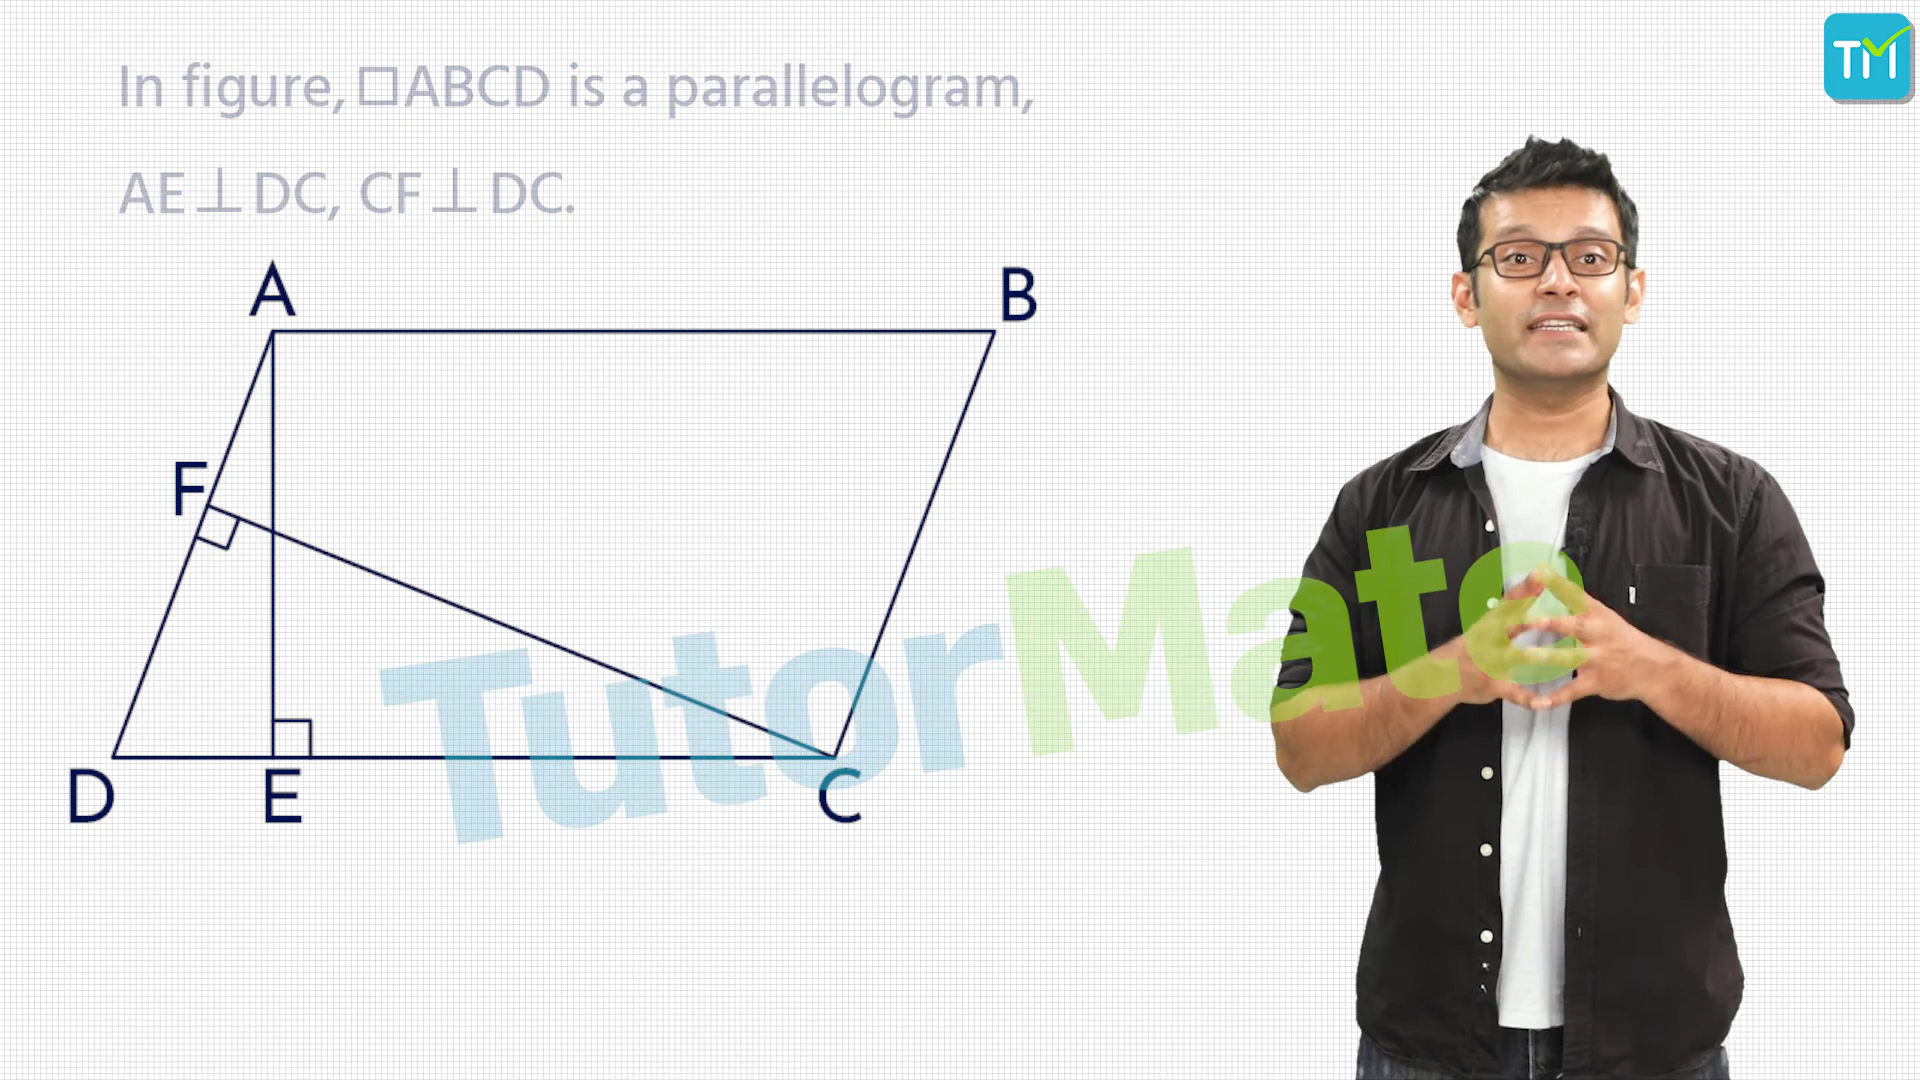 In figure, □ABCD is a parallelogram,
AE⊥DC, CF⊥DC.
A
B
F
D
E
C
TutorMate
TM